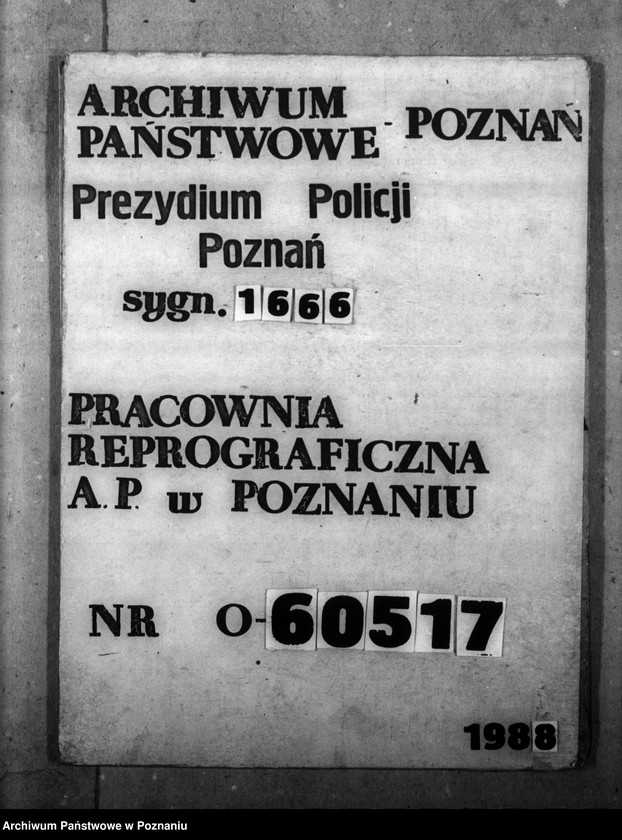 ARCHIWUM
PAŃSTWOWE - POZNAŃ
Prezydium Policji
Poznań
sygn. 1666
PRACOWNIA
REPROGRAFICZNA
A. P. w POZNANIU
NR O-60517
1988
Archiwum Państwowe w Poznaniu